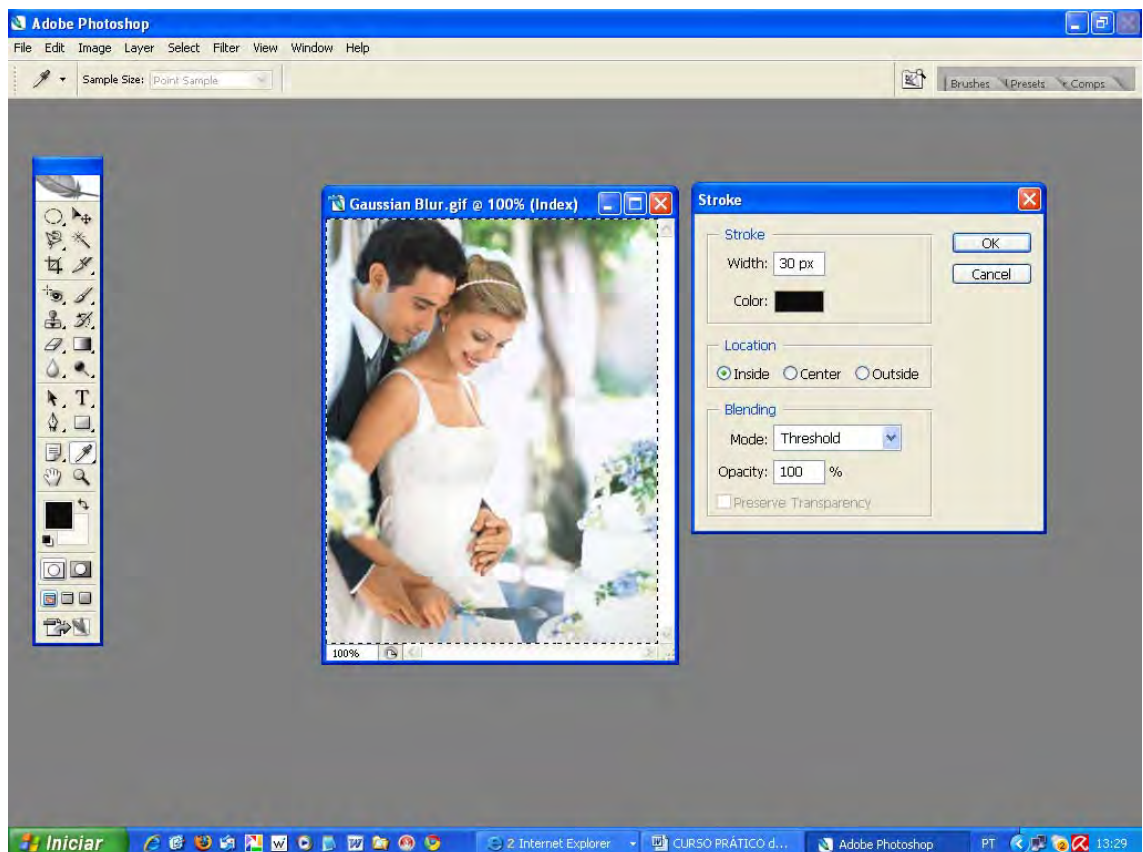 Adobe Photoshop
File Edit Image Layer Select Filter View Window Help
Sample Size: Point Sample
Brushes Presets Comps
Gaussian Blur.gif @ 100% (Index)
100%
Stroke
Stroke
Width: 30 px
Color:
OK
Cancel
Location
Inside Center Outside
Blending
Mode: Threshold
Opacity: 100 %
Preserve Transparency
T
Iniciar
2 Internet Explorer
CURSO PRÁTICO d...
Adobe Photoshop
PT
13:29